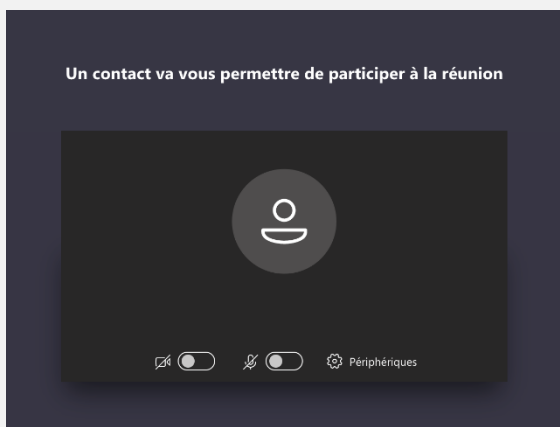 Un contact va vous permettre de participer à la réunion
Périphériques